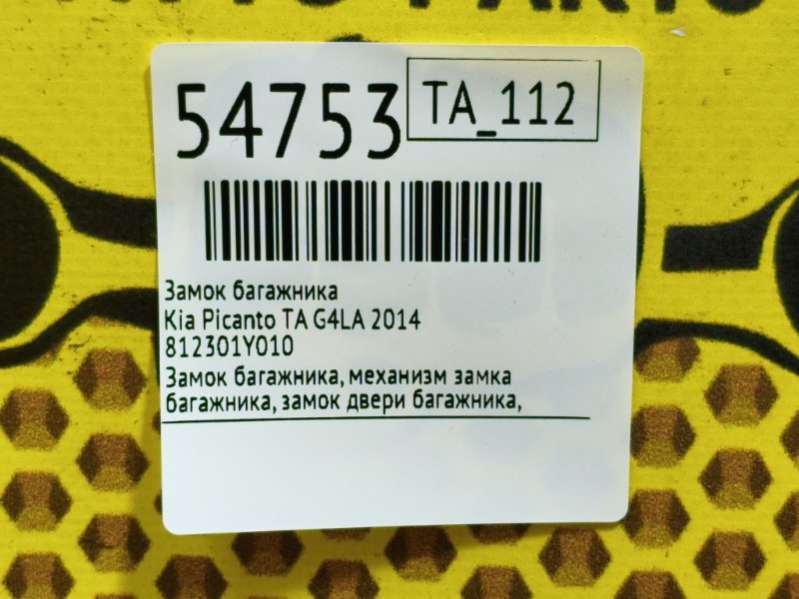 54753
TA_112
Замок багажника
Kia Picanto TA G4LA 2014
812301Y010
Замок багажника, механизм замка
багажника, замок двери багажника,